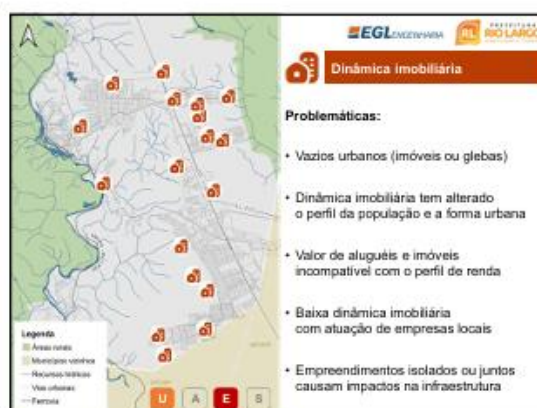 EGL ENGENHARIA
PREFEITURA
RL RIO LARGO
Dinâmica imobiliária
Problemáticas:
• Vazios urbanos (imóveis ou glebas)
• Dinâmica imobiliária tem alterado
o perfil da população e a forma urbana
• Valor de aluguéis e imóveis
incompatível com o perfil de renda
• Baixa dinâmica imobiliária
com atuação de empresas locais
• Empreendimentos isolados ou juntos
causam impactos na infraestrutura
Legenda
Áreas rurais
Municípios vizinhos
Recursos hídricos
Vias urbanas
Ferrovia
U A E S